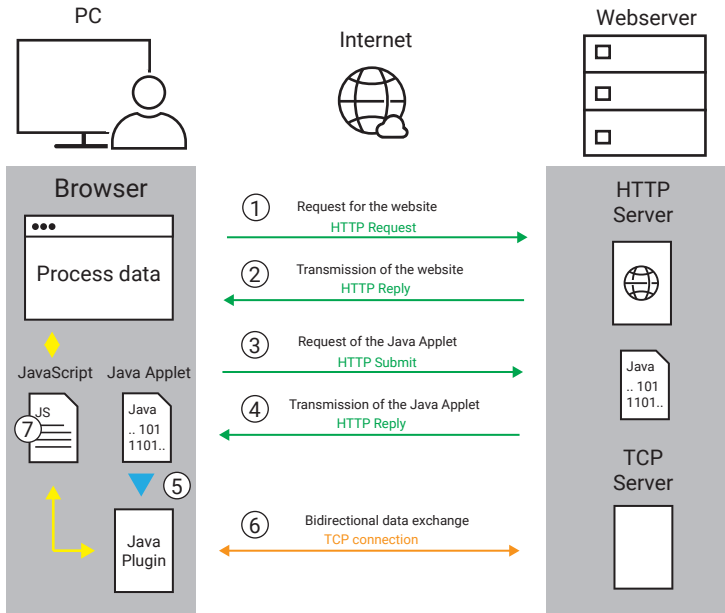 PC
Internet
Webserver
Browser
Process data
JavaScript
Java Applet
JS
7
Java
.. 101
1101..
5
Java
Plugin
1
Request for the website
HTTP Request
2
Transmission of the website
HTTP Reply
3
Request of the Java Applet
HTTP Submit
4
Transmission of the Java Applet
HTTP Reply
6
Bidirectional data exchange
TCP connection
HTTP
Server
Java
.. 101
1101..
TCP
Server